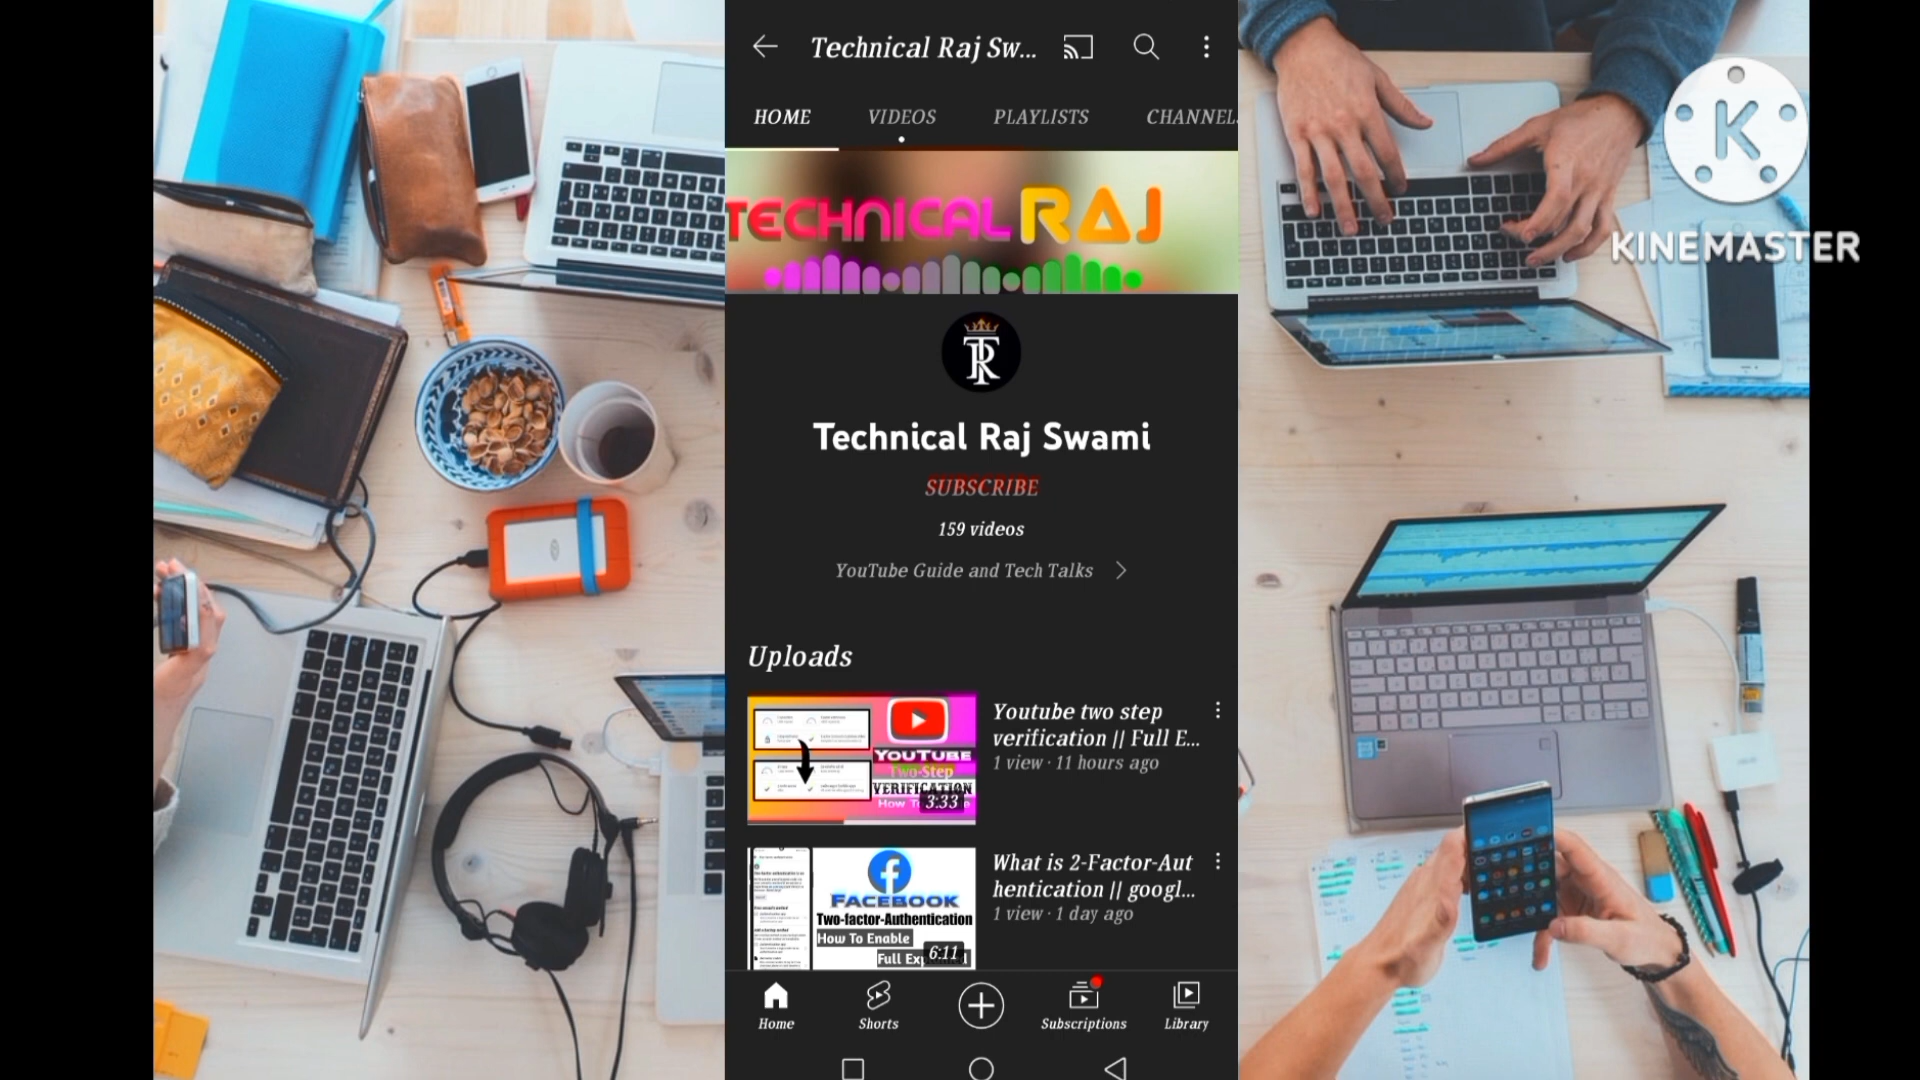 Technical Raj Sw...
HOME VIDEOS PLAYLISTS CHANNEL
TECHNICAL RAJ
K
KINEMASTER
TR
Technical Raj Swami
SUBSCRIBE
159 videos
YouTube Guide and Tech Talks
Uploads
YouTube
Two-Step
VERIFICATION
3:33
Youtube two step
verification || Full E...
1 view · 11 hours ago
FACEBOOK
Two-factor-Authentication
How To Enable
Full
6:11
What is 2-Factor-Aut
hentication || googl...
1 view · 1 day ago
Home Shorts Subscriptions Library